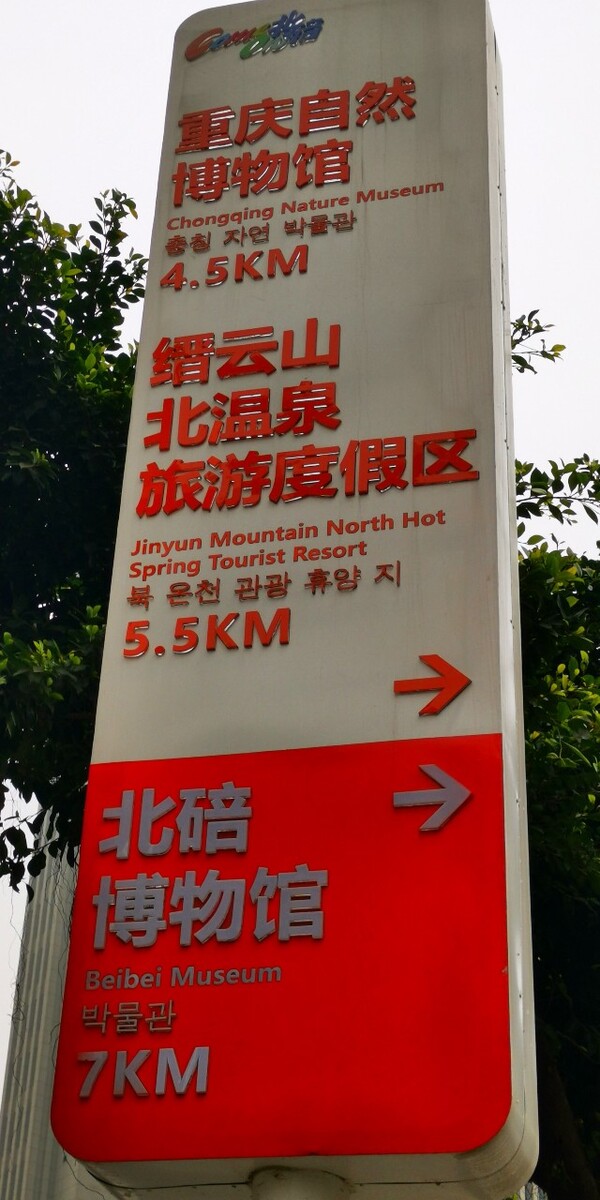 重庆自然
博物馆
Chongqing Nature Museum
충칭 자연 박물관
4.5KM
缙云山
北温泉
旅游度假区
Jinyun Mountain North Hot
Spring Tourist Resort
북 온천 관광 휴양 지
5.5KM
北碚
博物馆
Beibei Museum
박물관
7KM